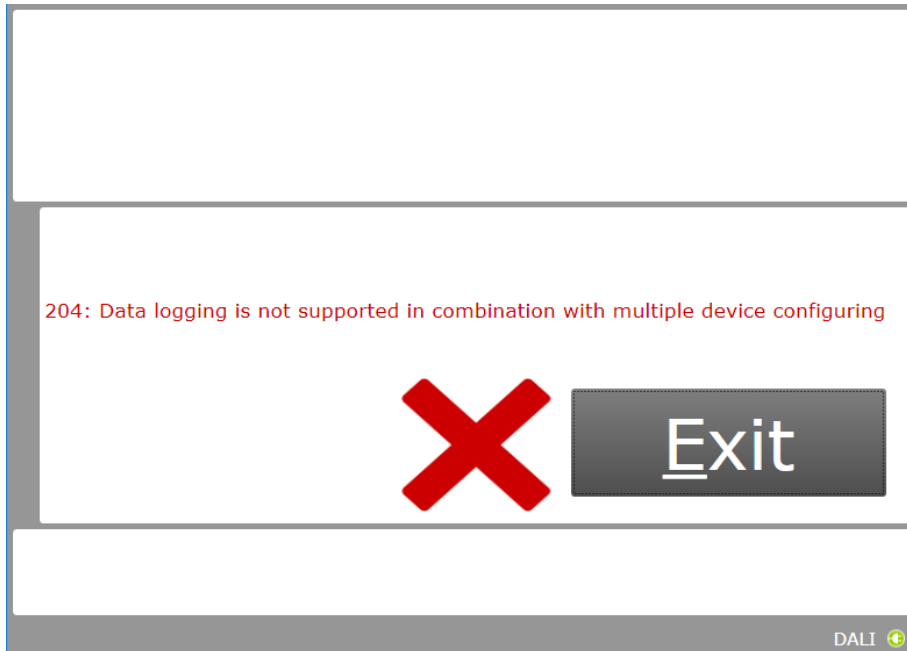 204: Data logging is not supported in combination with multiple device configuring
Exit
DALI